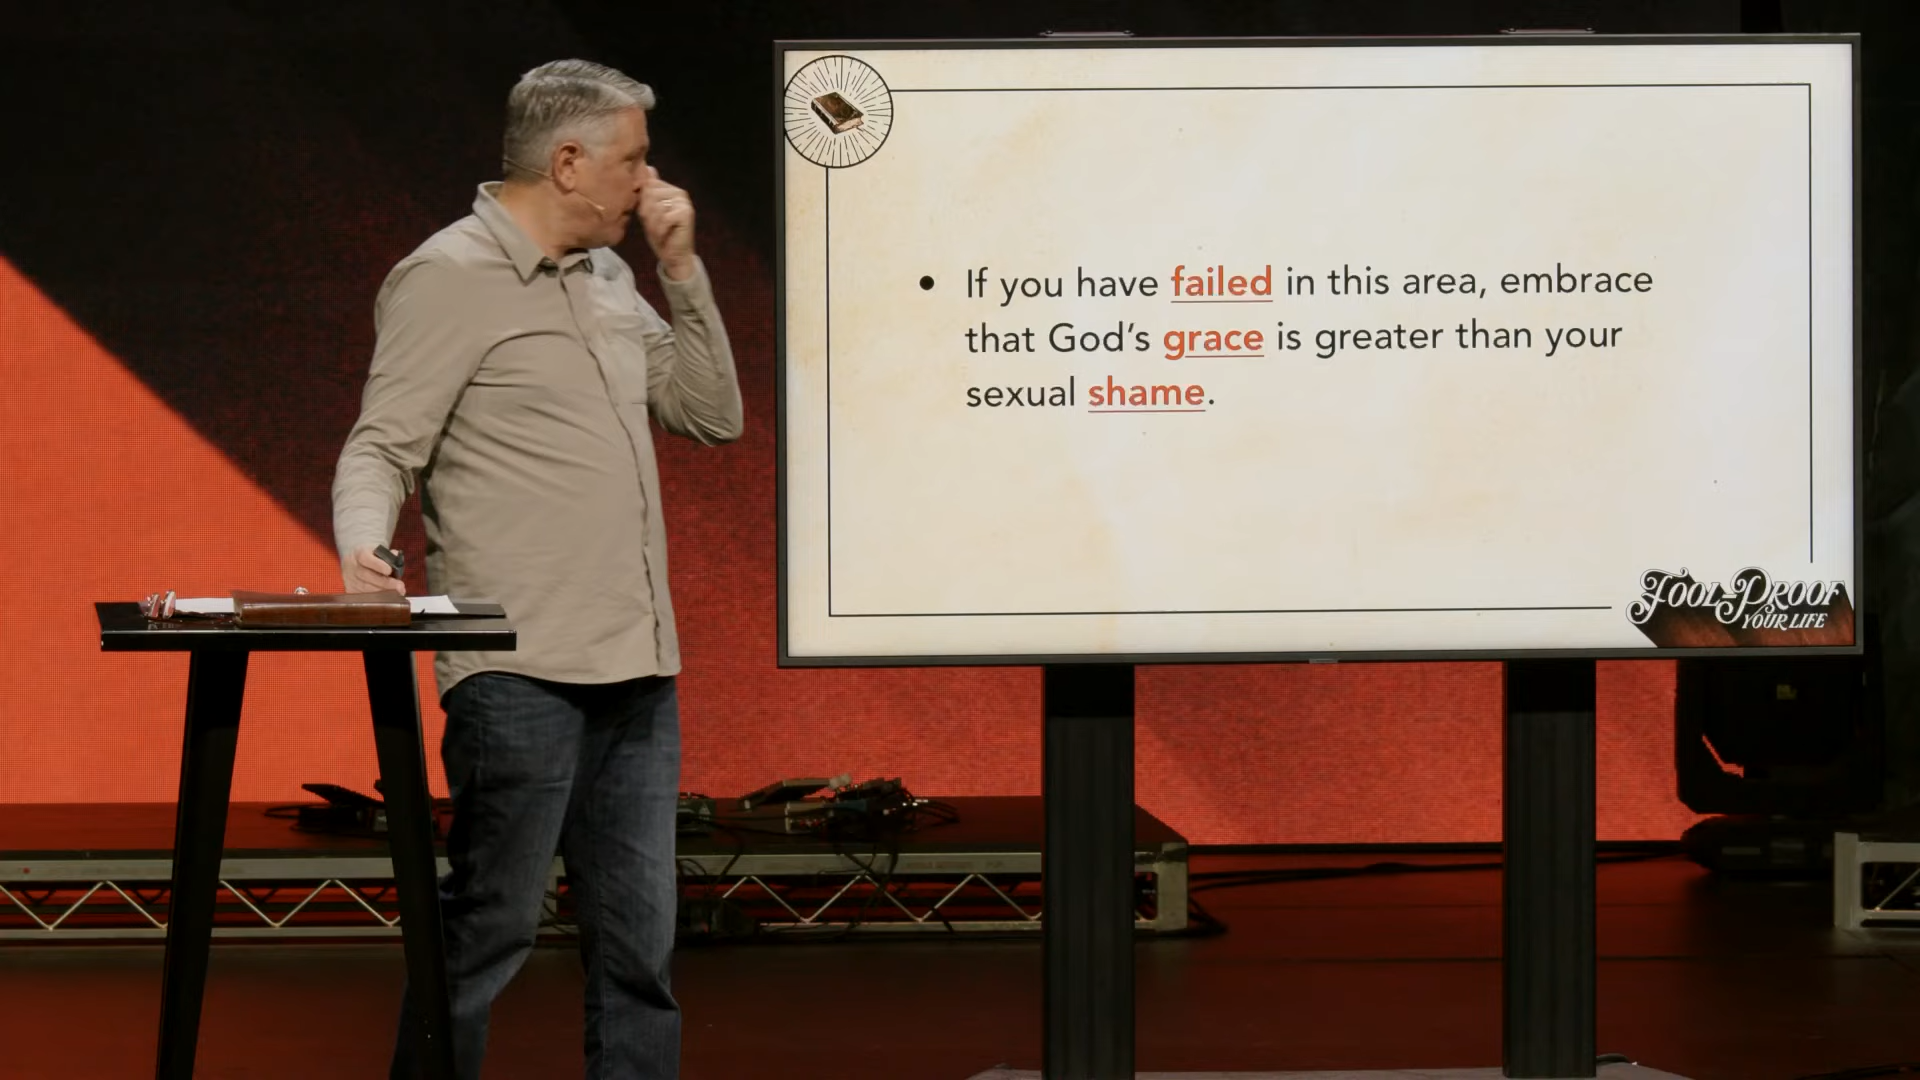 • If you have failed in this area, embrace
that God's grace is greater than your
sexual shame.
Fool-Proof
YOUR LIFE